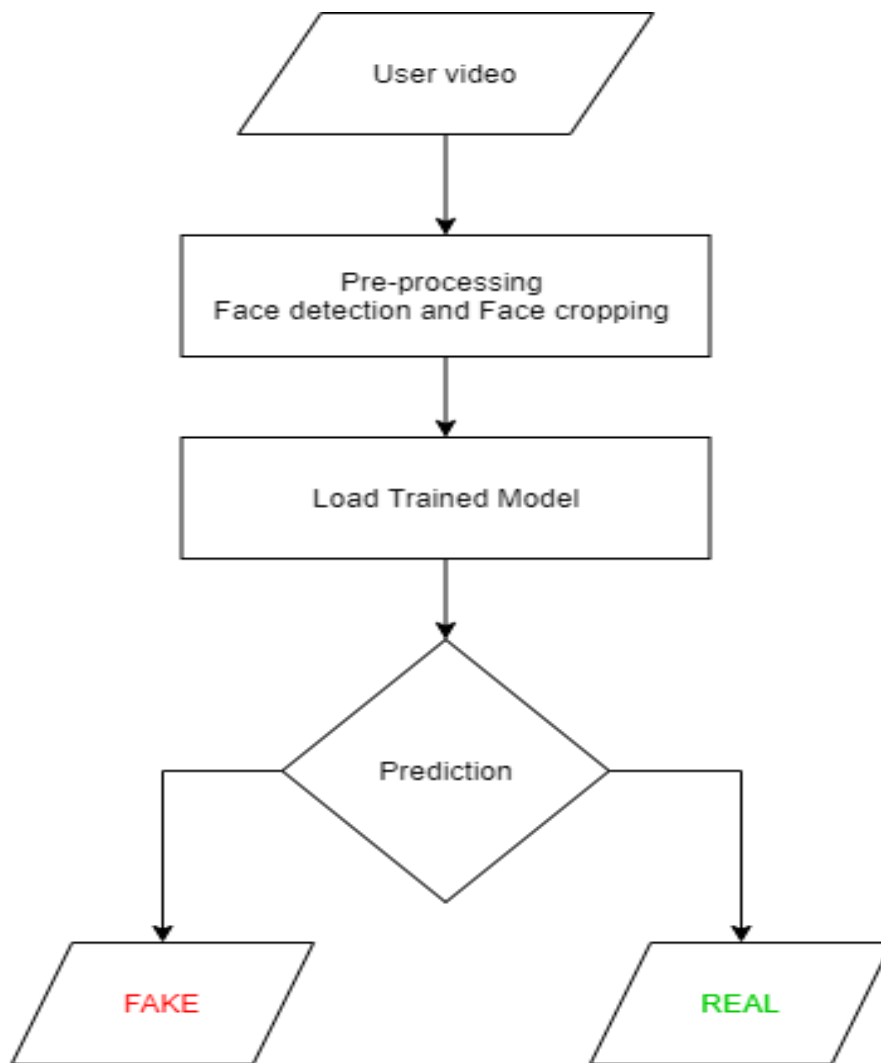 User video
Pre-processing
Face detection and Face cropping
Load Trained Model
Prediction
FAKE
REAL